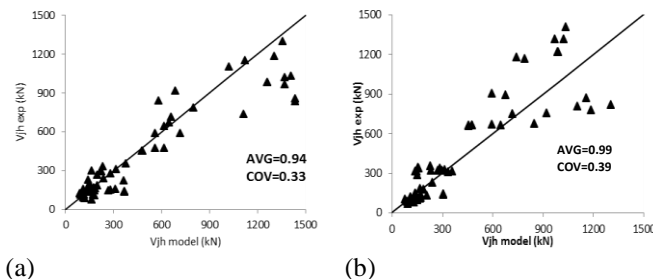 1500
1200
900
600
300
0
Vjh exp (kN)
AVG=0.94
COV=0.33
0 300 600 900 1200 1500
Vjh model (kN)
(a)
1500
1200
900
600
300
0
Vjh exp (kN)
AVG=0.99
COV=0.39
0 300 600 900 1200 1500
Vjh model (kN)
(b)